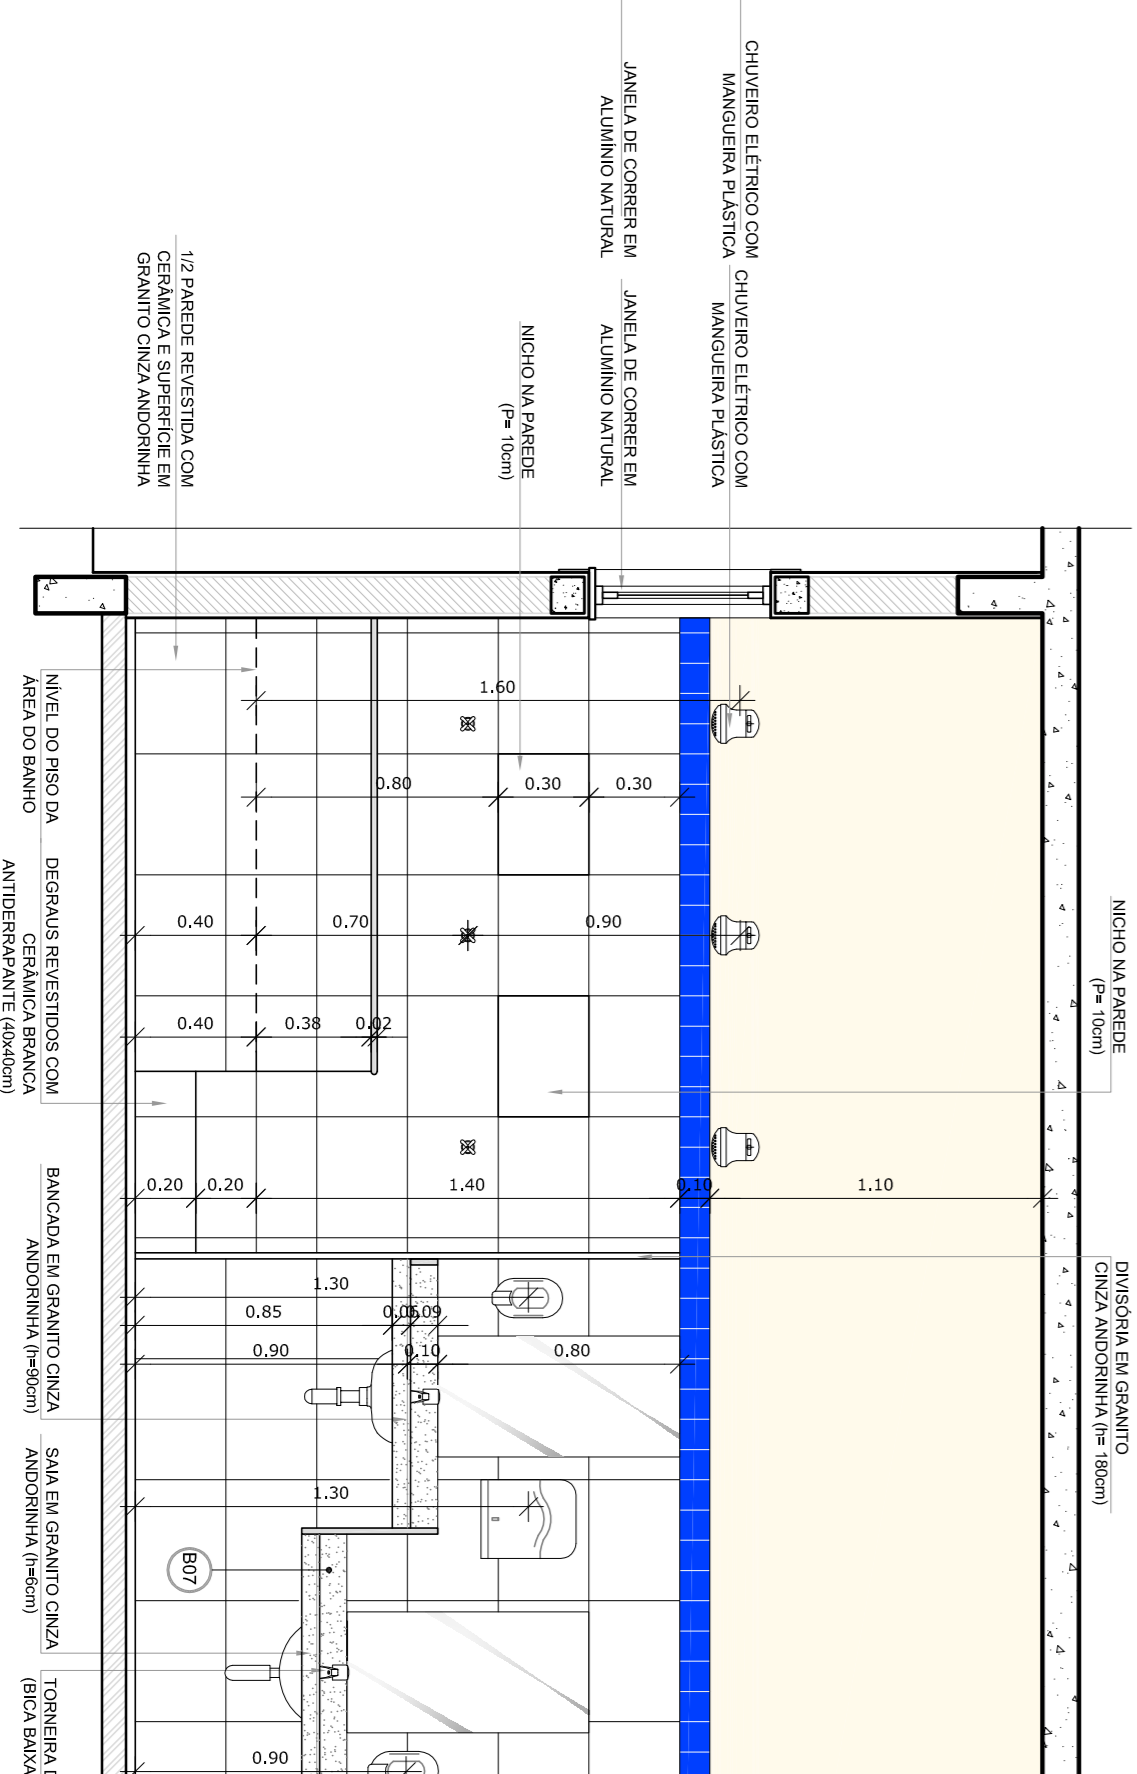 CHUVEIRO ELÉTRICO COM
MANGUEIRA PLÁSTICA
CHUVEIRO ELÉTRICO COM
MANGUEIRA PLÁSTICA
JANELA DE CORRER EM
ALUMÍNIO NATURAL
JANELA DE CORRER EM
ALUMÍNIO NATURAL
NICHO NA PAREDE
(P= 10cm)
1/2 PAREDE REVESTIDA COM
CERÂMICA E SUPERFÍCIE EM
GRANITO CINZA ANDORINHA
NICHO NA PAREDE
(P= 10cm)
DIVISÓRIA EM GRANITO
CINZA ANDORINHA (h= 180cm)
1.60
0.80
0.30
0.30
0.40
0.70
0.90
0.40
0.38
0.02
0.20
0.20
1.40
0.10
1.10
1.30
0.85
0.06
0.09
0.90
0.10
0.80
1.30
B07
0.90
NÍVEL DO PISO DA
ÁREA DO BANHO
DEGRAUS REVESTIDOS COM
CERÂMICA BRANCA
ANTIDERRAPANTE (40x40cm)
BANCADA EM GRANITO CINZA
ANDORINHA (h=90cm)
SAIA EM GRANITO CINZA
ANDORINHA (h=6cm)
TORNEIRA
(BICA BAIXA